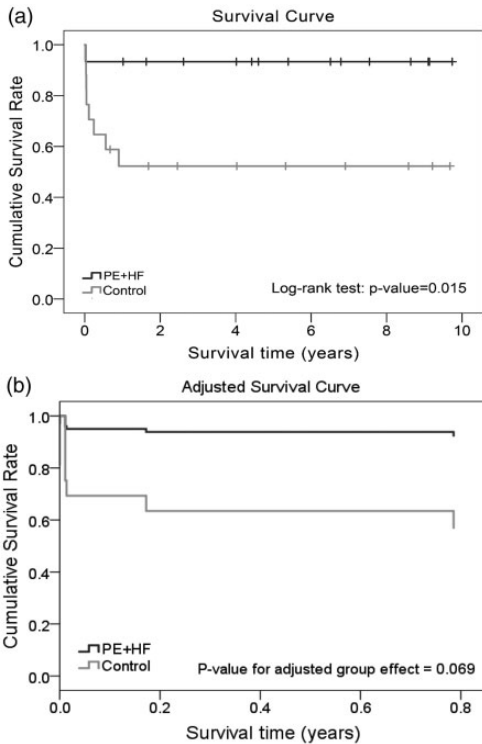 (a)
Survival Curve
Cumulative Survival Rate
1.0
0.8
0.6
0.4
0.2
0.0
PE+HF
Control
Log-rank test: p-value=0.015
0 2 4 6 8 10
Survival time (years)
(b)
Adjusted Survival Curve
Cumulative Survival Rate
1.0
0.8
0.6
0.4
0.2
0.0
PE+HF
Control
P-value for adjusted group effect = 0.069
0.0 0.2 0.4 0.6 0.8
Survival time (years)